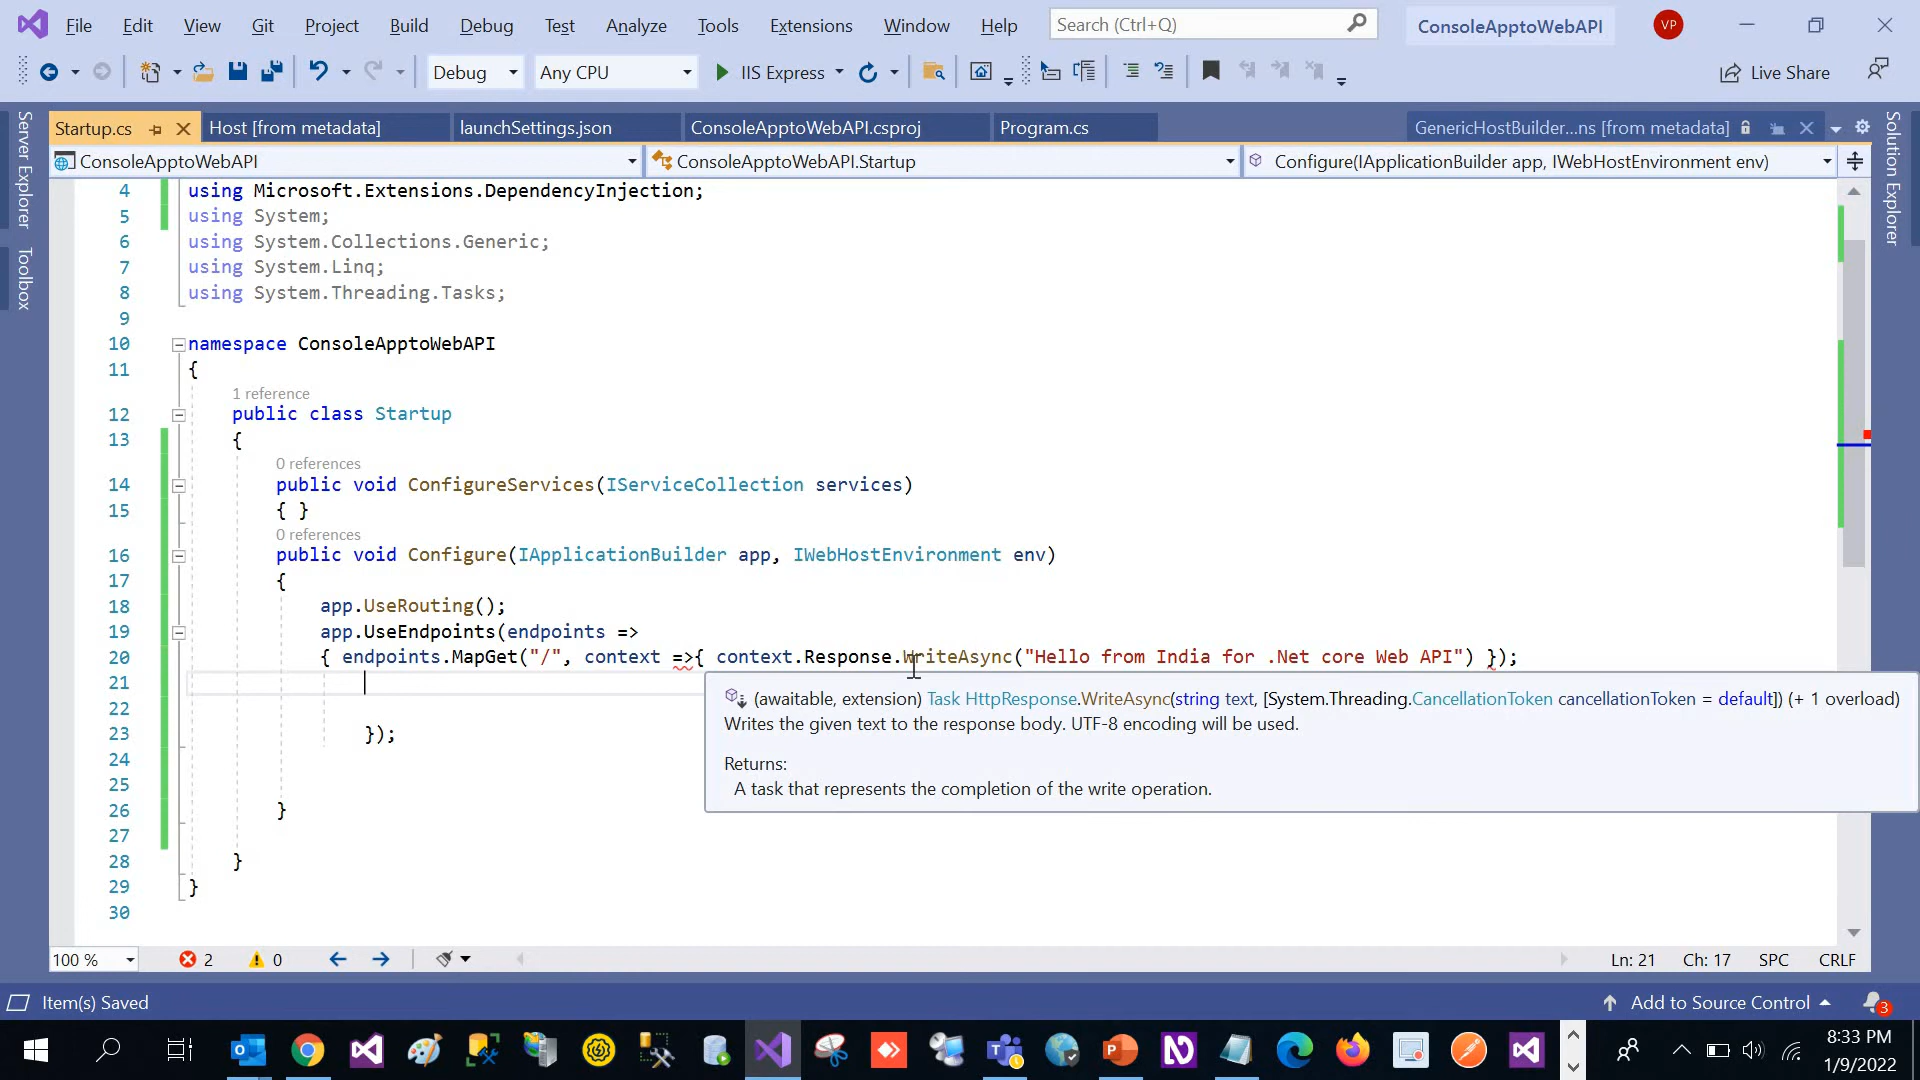 File Edit View Git Project Build Debug Test Analyze Tools Extensions Window Help Search (Ctrl+Q) ConsoleApptoWebAPI VP
Debug Any CPU IIS Express Live Share
Startup.cs Host [from metadata] launchSettings.json ConsoleApptoWebAPI.csproj Program.cs GenericHostBuilder...ns [from metadata]
ConsoleApptoWebAPI ConsoleApptoWebAPI.Startup Configure(IApplicationBuilder app, IWebHostEnvironment env)
Server Explorer
Toolbox
Solution Explorer
4 using Microsoft.Extensions.DependencyInjection;
5 using System;
6 using System.Collections.Generic;
7 using System.Linq;
8 using System.Threading.Tasks;
9
10 namespace ConsoleApptoWebAPI
11 {
1 reference
12 public class Startup
13 {
0 references
14 public void ConfigureServices(IServiceCollection services)
15 { }
0 references
16 public void Configure(IApplicationBuilder app, IWebHostEnvironment env)
17 {
18 app.UseRouting();
19 app.UseEndpoints(endpoints =>
20 { endpoints.MapGet("/", context =>{ context.Response.WriteAsync("Hello from India for .Net core Web API") });
21
(awaitable, extension) Task HttpResponse.WriteAsync(string text, [System.Threading.CancellationToken cancellationToken = default]) (+ 1 overload)
Writes the given text to the response body. UTF-8 encoding will be used.
Returns:
A task that represents the completion of the write operation.
22
23 });
24
25
26 }
27
28 }
29 }
30
100 % 2 0 Ln: 21 Ch: 17 SPC CRLF
Item(s) Saved Add to Source Control 3
8:33 PM
1/9/2022